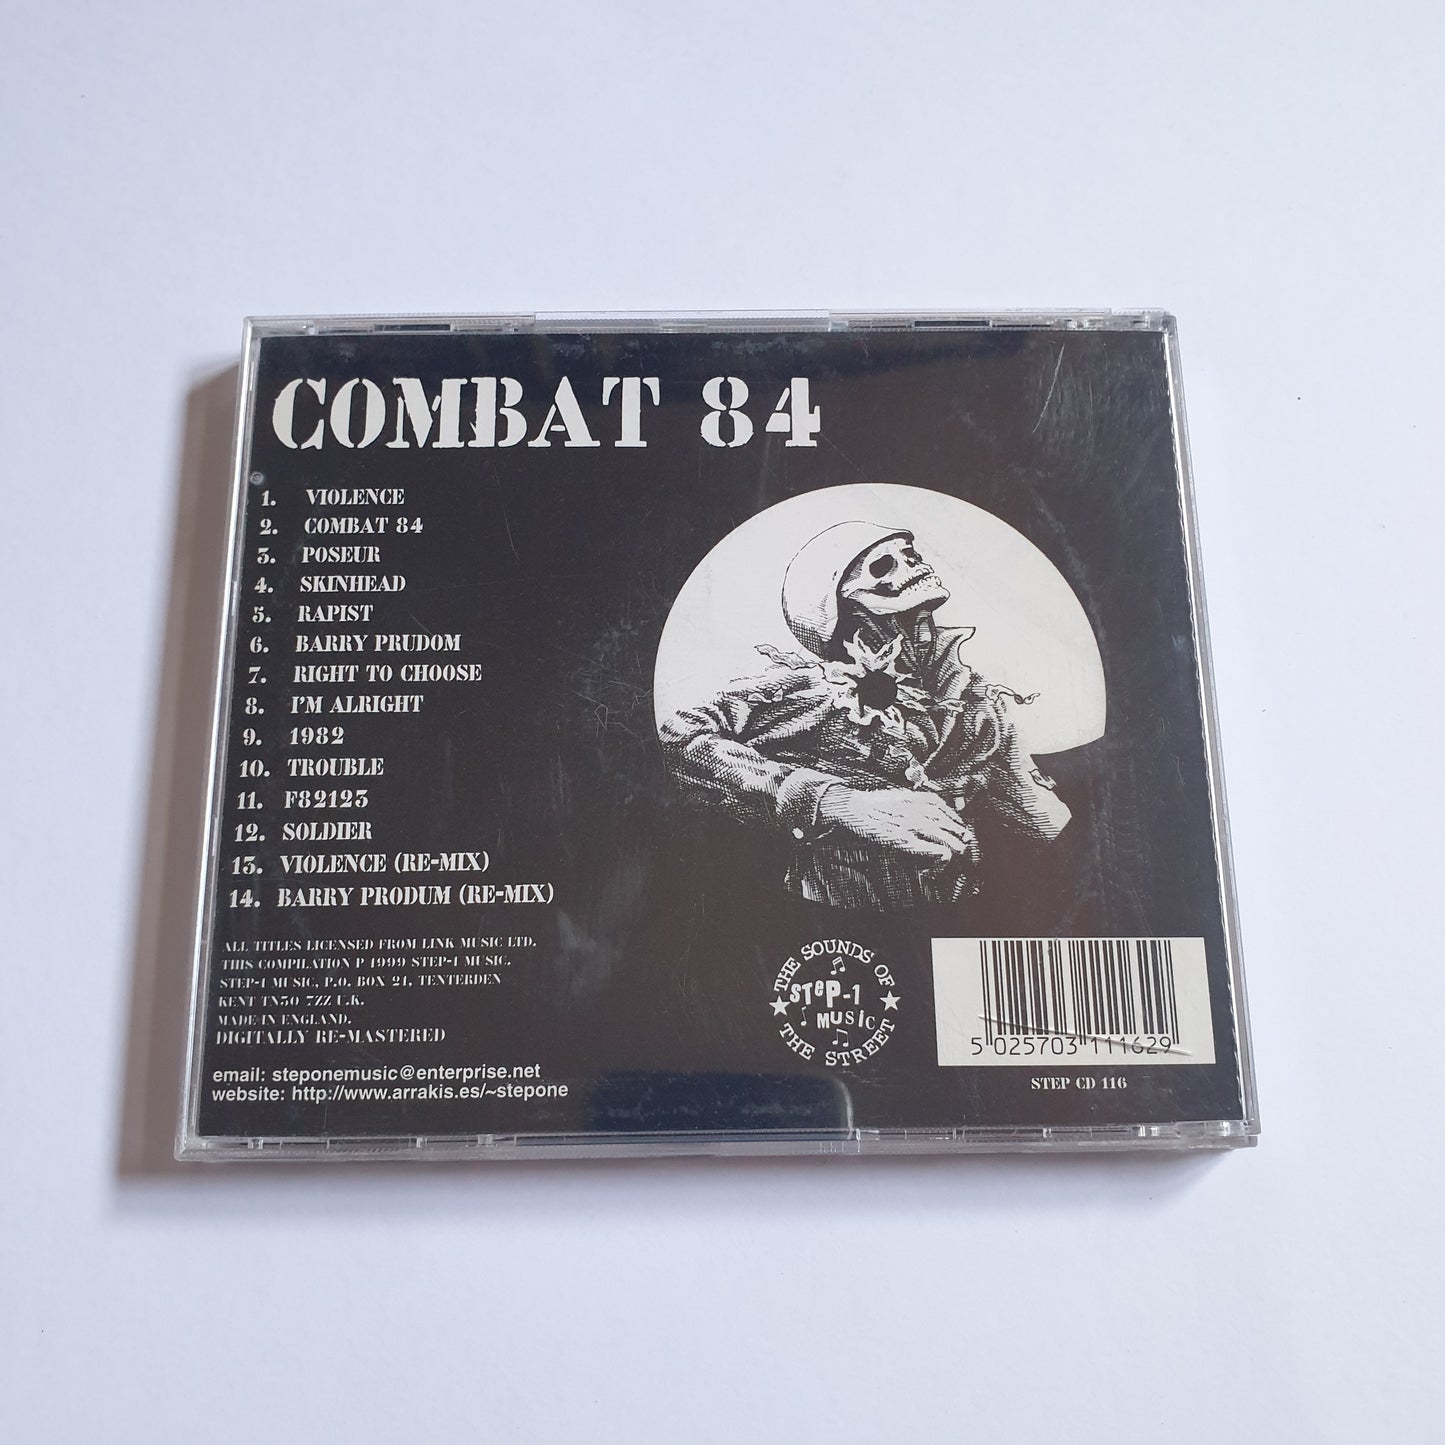 COMBAT 84
1. VIOLENCE
2. COMBAT 84
3. POSEUR
4. SKINHEAD
5. RAPIST
6. BARRY PRUDOM
7. RIGHT TO CHOOSE
8. I'M ALRIGHT
9. 1982
10. TROUBLE
11. F82123
12. SOLDIER
13. VIOLENCE (RE-MIX)
14. BARRY PRODUM (RE-MIX)
ALL TITLES LICENSED FROM LINK MUSIC LTD.
THIS COMPILATION P 1999 STEP-1 MUSIC.
STEP-1 MUSIC, P.O. BOX 21, TENTERDEN
KENT TN30 7ZZ U.K.
MADE IN ENGLAND.
DIGITALLY RE-MASTERED
email: steponemusic@enterprise.net
website: http://www.arrakis.es/~stepone
THE SOUNDS OF
STeP-1
MUSIC
THE STREET
5 025703 111629
STEP CD 116